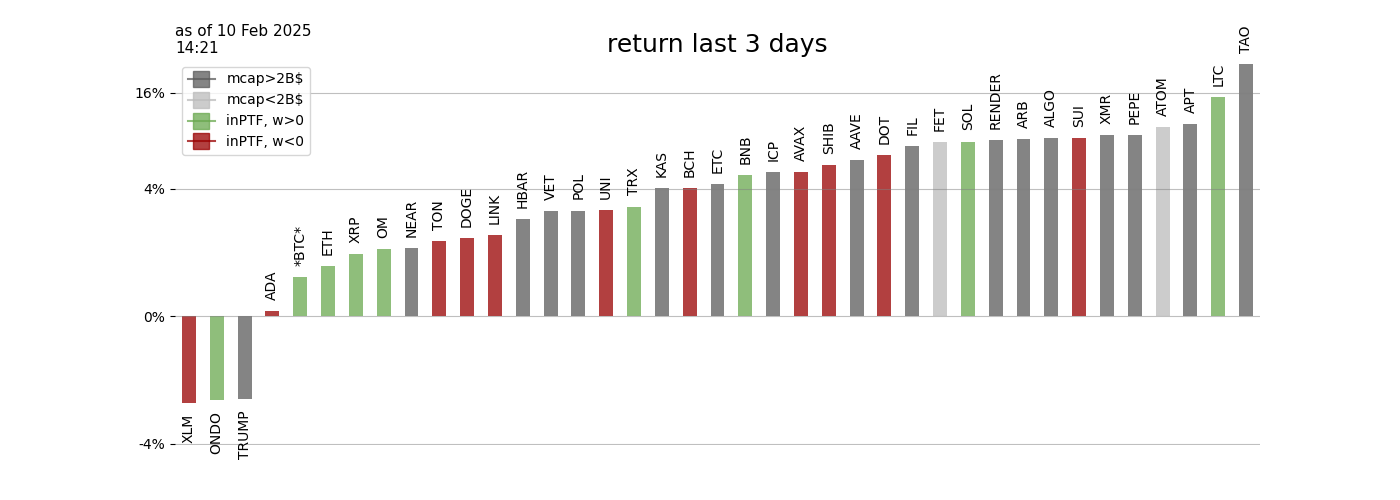 as of 10 Feb 2025
14:21
return last 3 days
mcap>2B$
mcap<2B$
inPTF, w>0
inPTF, w<0
16%
4%
0%
-4%
XLM
ONDO
TRUMP
ADA
*BTC*
ETH
XRP
OM
NEAR
TON
DOGE
LINK
HBAR
VET
POL
UNI
TRX
KAS
BCH
ETC
BNB
ICP
AVAX
SHIB
AAVE
DOT
FIL
FET
SOL
RENDER
ARB
ALGO
SUI
XMR
PEPE
ATOM
APT
LTC
TAO